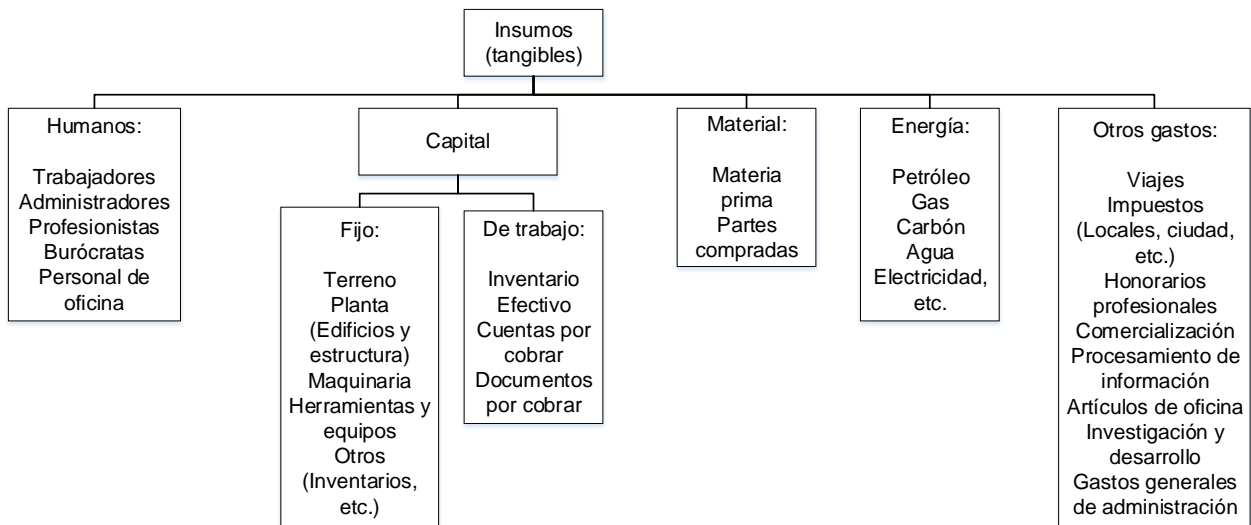 Insumos
(tangibles)
Humanos:
Trabajadores
Administradores
Profesionistas
Burócratas
Personal de
oficina
Capital
Fijo:
Terreno
Planta
(Edificios y
estructura)
Maquinaria
Herramientas y
equipos
Otros
(Inventarios,
etc.)
De trabajo:
Inventario
Efectivo
Cuentas por
cobrar
Documentos
por cobrar
Material:
Materia
prima
Partes
compradas
Energía:
Petróleo
Gas
Carbón
Agua
Electricidad,
etc.
Otros gastos:
Viajes
Impuestos
(Locales, ciudad,
etc.)
Honorarios
profesionales
Comercialización
Procesamiento de
información
Artículos de oficina
Investigación y
desarrollo
Gastos generales
de administración